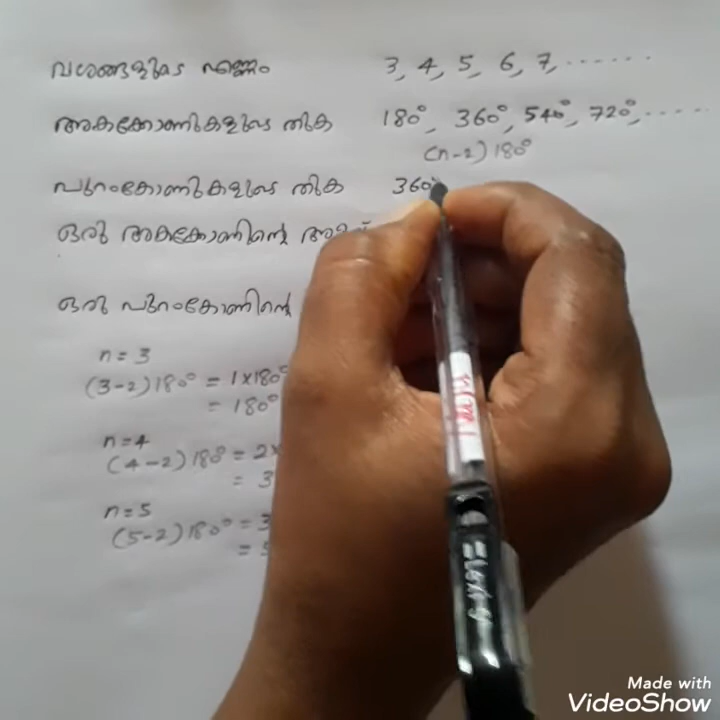 വശങ്ങളുടെ എണ്ണം 3, 4, 5, 6, 7, .......
അകക്കോണുകളുടെ തുക 180°, 360°, 540°, 720°, .....
(n-2) 180°
പുറംകോണുകളുടെ തുക 360°
ഒരു അകക്കോണിന്റെ
ഒരു പുറംകോണിന്റെ
n = 3
(3-2) 180° = 1×180°
= 180°
n=4
(4-2) 180 = 2×
= 3
n=5
(5-2) 180° = 3
=
Made with
VideoShow